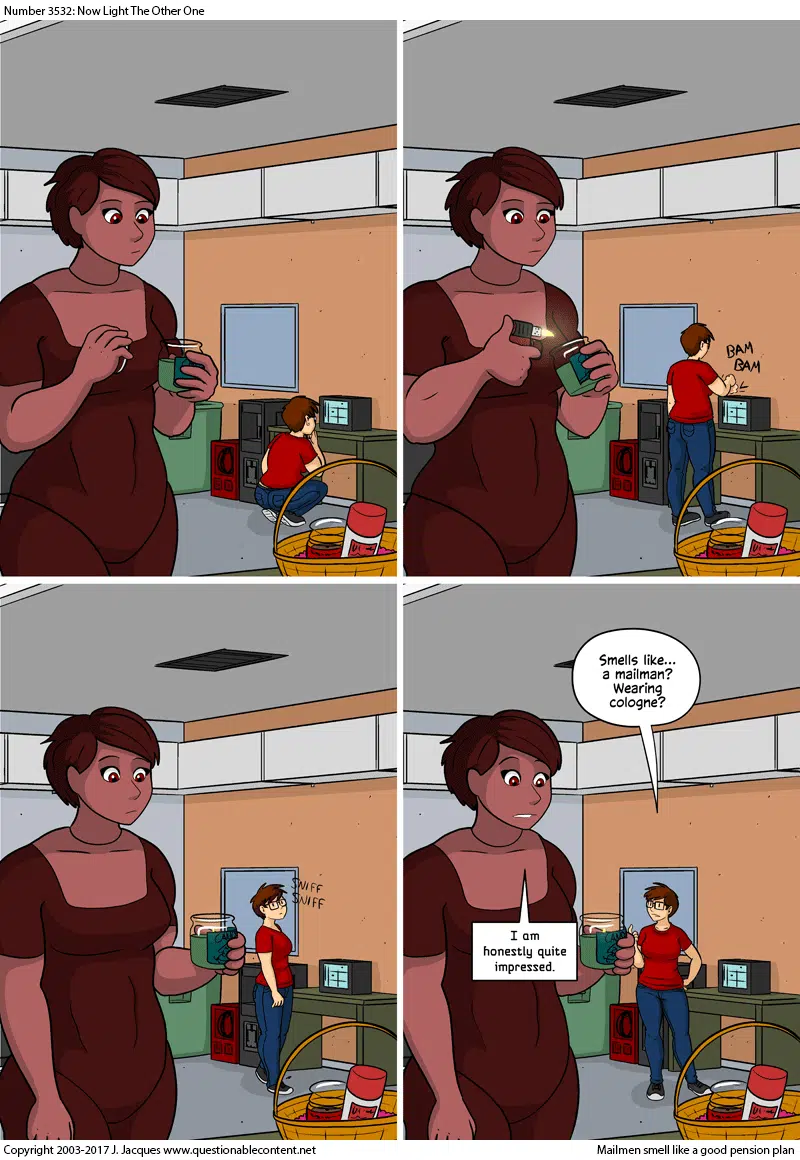 Number 3532: Now Light The Other One
BAM
BAM
SNIFF
SNIFF
Smells like...
a mailman?
Wearing
cologne?
I am
honestly quite
impressed.
Copyright 2003-2017 J. Jacques www.questionablecontent.net
Mailmen smell like a good pension plan